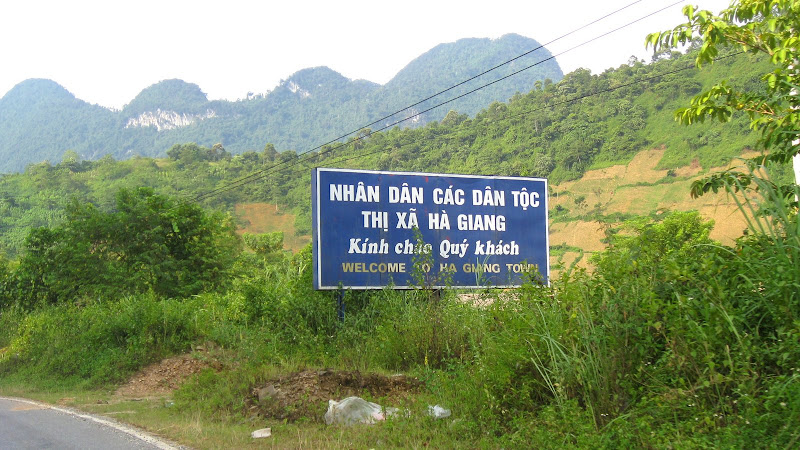 NHÂN DÂN CÁC DÂN TỘC
THỊ XÃ HÀ GIANG
Kính chào Quý khách
WELCOME TO HA GIANG TOWN